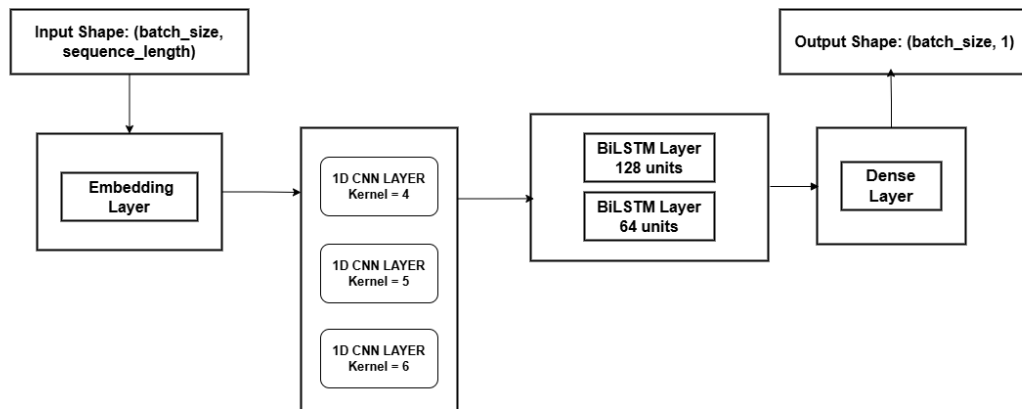 Input Shape: (batch_size,
sequence_length)
Embedding
Layer
1D CNN LAYER
Kernel = 4
1D CNN LAYER
Kernel = 5
1D CNN LAYER
Kernel = 6
BiLSTM Layer
128 units
BiLSTM Layer
64 units
Dense
Layer
Output Shape: (batch_size, 1)